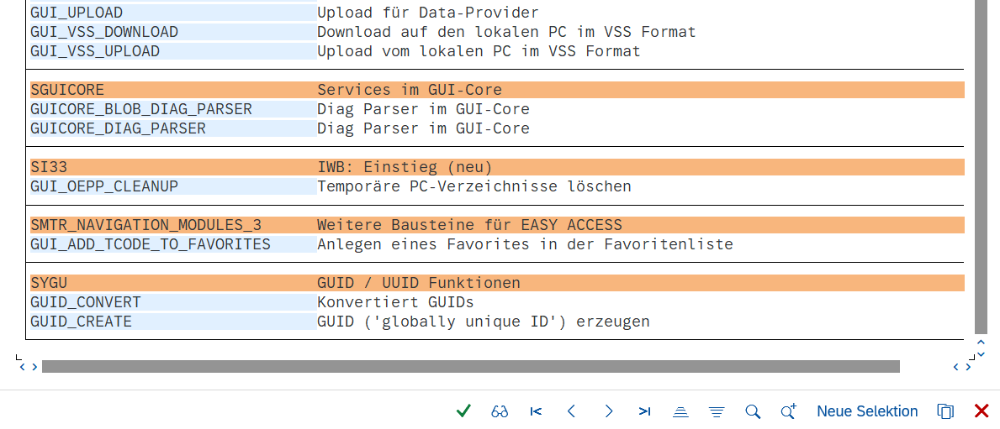 GUI_UPLOAD Upload für Data-Provider
GUI_VSS_DOWNLOAD Download auf den lokalen PC im VSS Format
GUI_VSS_UPLOAD Upload vom lokalen PC im VSS Format
SGUICORE Services im GUI-Core
GUICORE_BLOB_DIAG_PARSER Diag Parser im GUI-Core
GUICORE_DIAG_PARSER Diag Parser im GUI-Core
SI33 IWB: Einstieg (neu)
GUI_OEPP_CLEANUP Temporäre PC-Verzeichnisse löschen
SMTR_NAVIGATION_MODULES_3 Weitere Bausteine für EASY ACCESS
GUI_ADD_TCODE_TO_FAVORITES Anlegen eines Favorites in der Favoritenliste
SYGU GUID / UUID Funktionen
GUID_CONVERT Konvertiert GUIDs
GUID_CREATE GUID ('globally unique ID') erzeugen
Neue Selektion